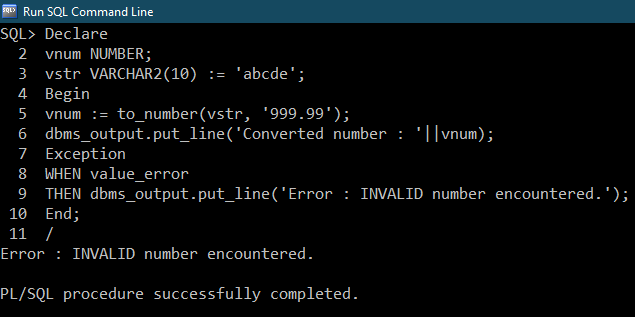 Run SQL Command Line
SQL> Declare
2 vnum NUMBER;
3 vstr VARCHAR2(10) := 'abcde';
4 Begin
5 vnum := to_number(vstr, '999.99');
6 dbms_output.put_line('Converted number : '||vnum);
7 Exception
8 WHEN value_error
9 THEN dbms_output.put_line('Error : INVALID number encountered.');
10 End;
11 /
Error : INVALID number encountered.
PL/SQL procedure successfully completed.